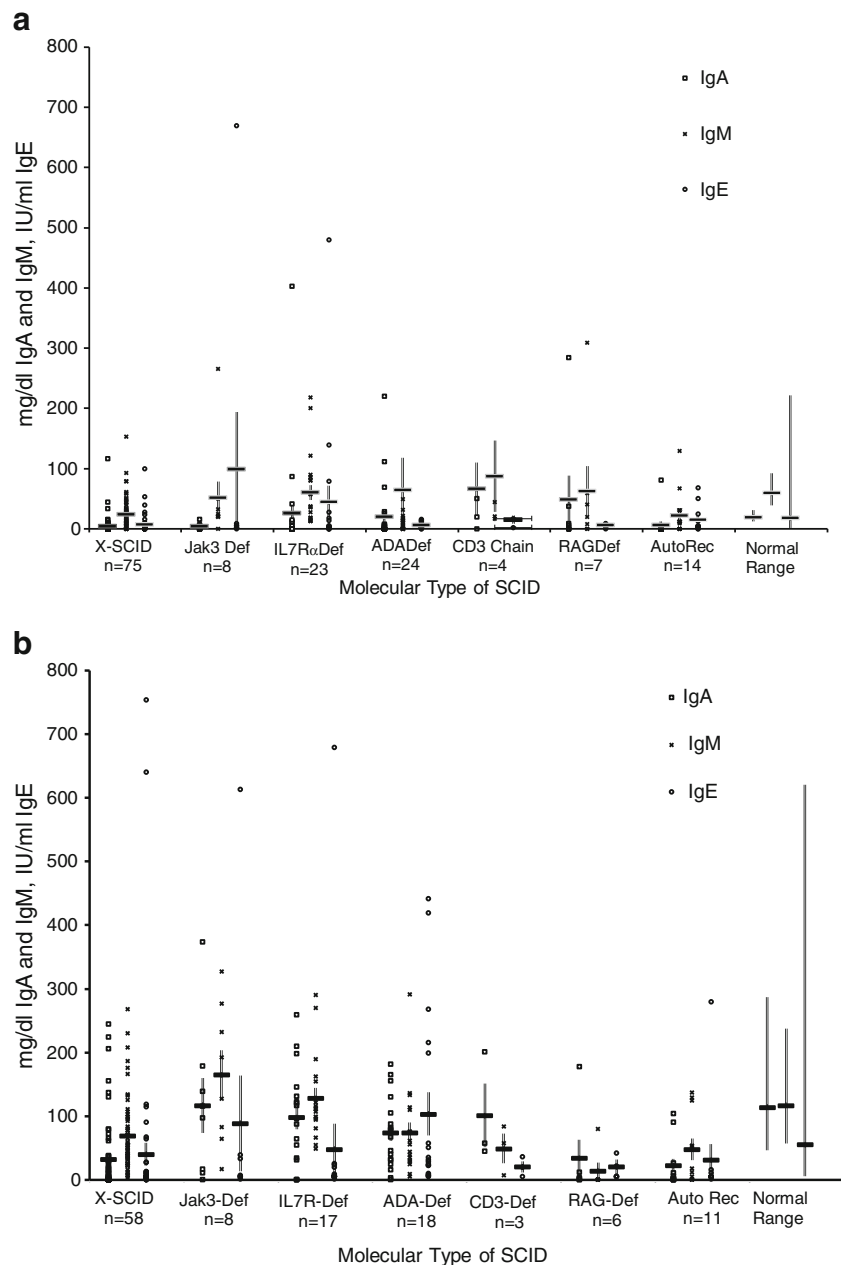 a
800
700
600
500
400
300
200
100
0
mg/dl IgA and IgM, IU/ml IgE
IgA
IgM
IgE
X-SCID Jak3 Def IL7RαDef ADADef CD3 Chain RAGDef AutoRec Normal
n=75 n=8 n=23 n=24 n=4 n=7 n=14 Range
Molecular Type of SCID
b
800
700
600
500
400
300
200
100
0
mg/dl IgA and IgM, IU/ml IgE
IgA
IgM
IgE
X-SCID Jak3-Def IL7R-Def ADA-Def CD3-Def RAG-Def Auto Rec Normal
n=58 n=8 n=17 n=18 n=3 n=6 n=11 Range
Molecular Type of SCID